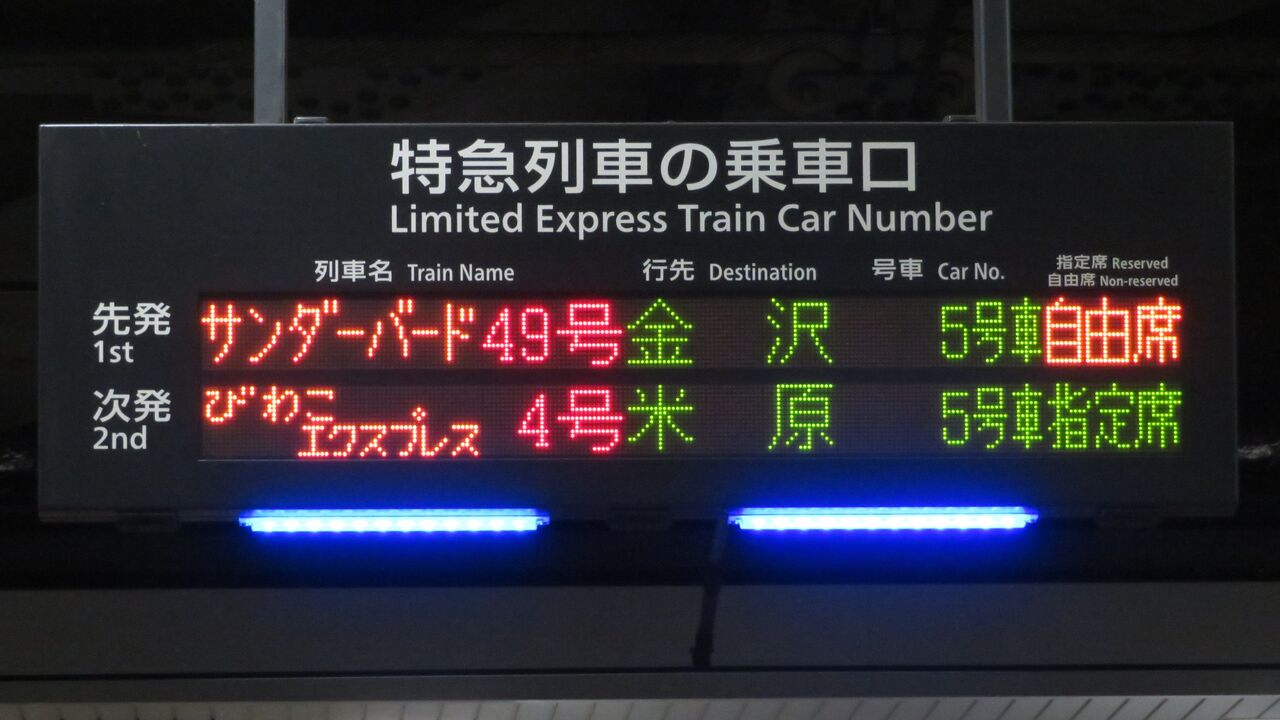 特急列車の乗車口
Limited Express Train Car Number
列車名 Train Name 行先 Destination 号車 Car No. 指定席 Reserved
自由席 Non-reserved
先発 サンダーバード 49号 金沢 5号車 自由席
1st
次発 びわこエクスプレス 4号 米原 5号車 指定席
2nd